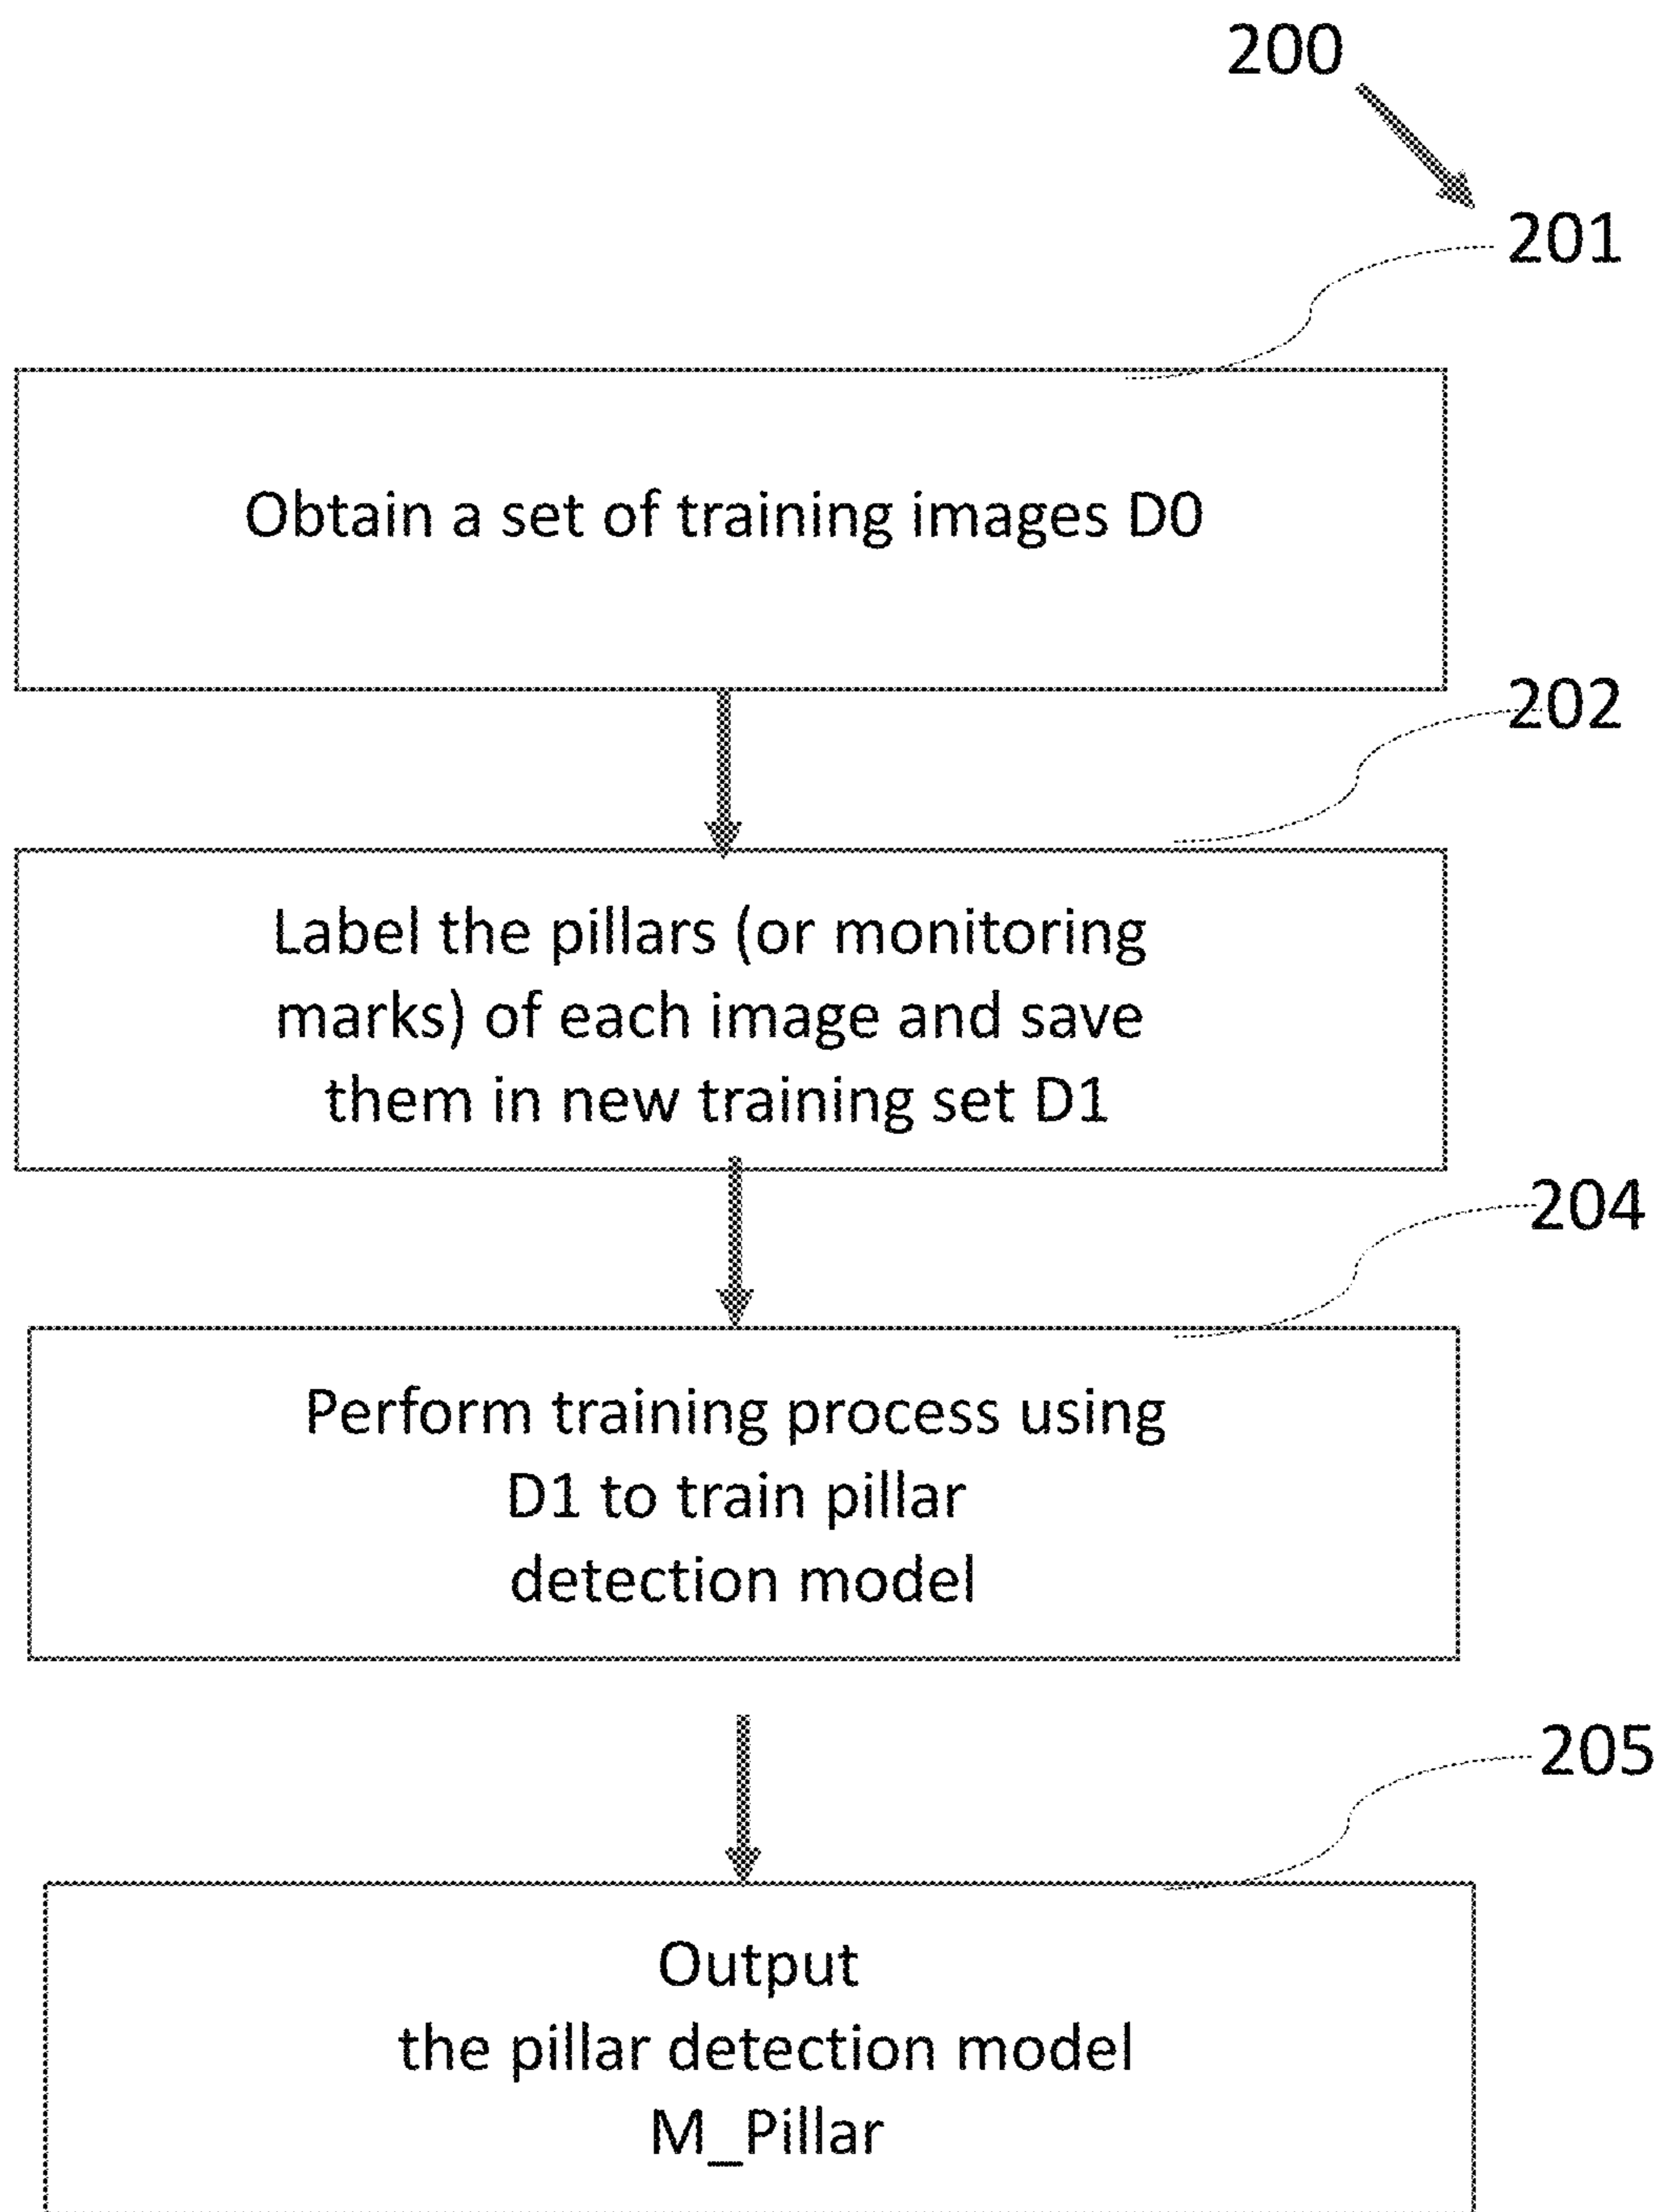 200
201
Obtain a set of training images D0
202
Label the pillars (or monitoring
marks) of each image and save
them in new training set D1
204
Perform training process using
D1 to train pillar
detection model
205
Output
the pillar detection model
M_Pillar